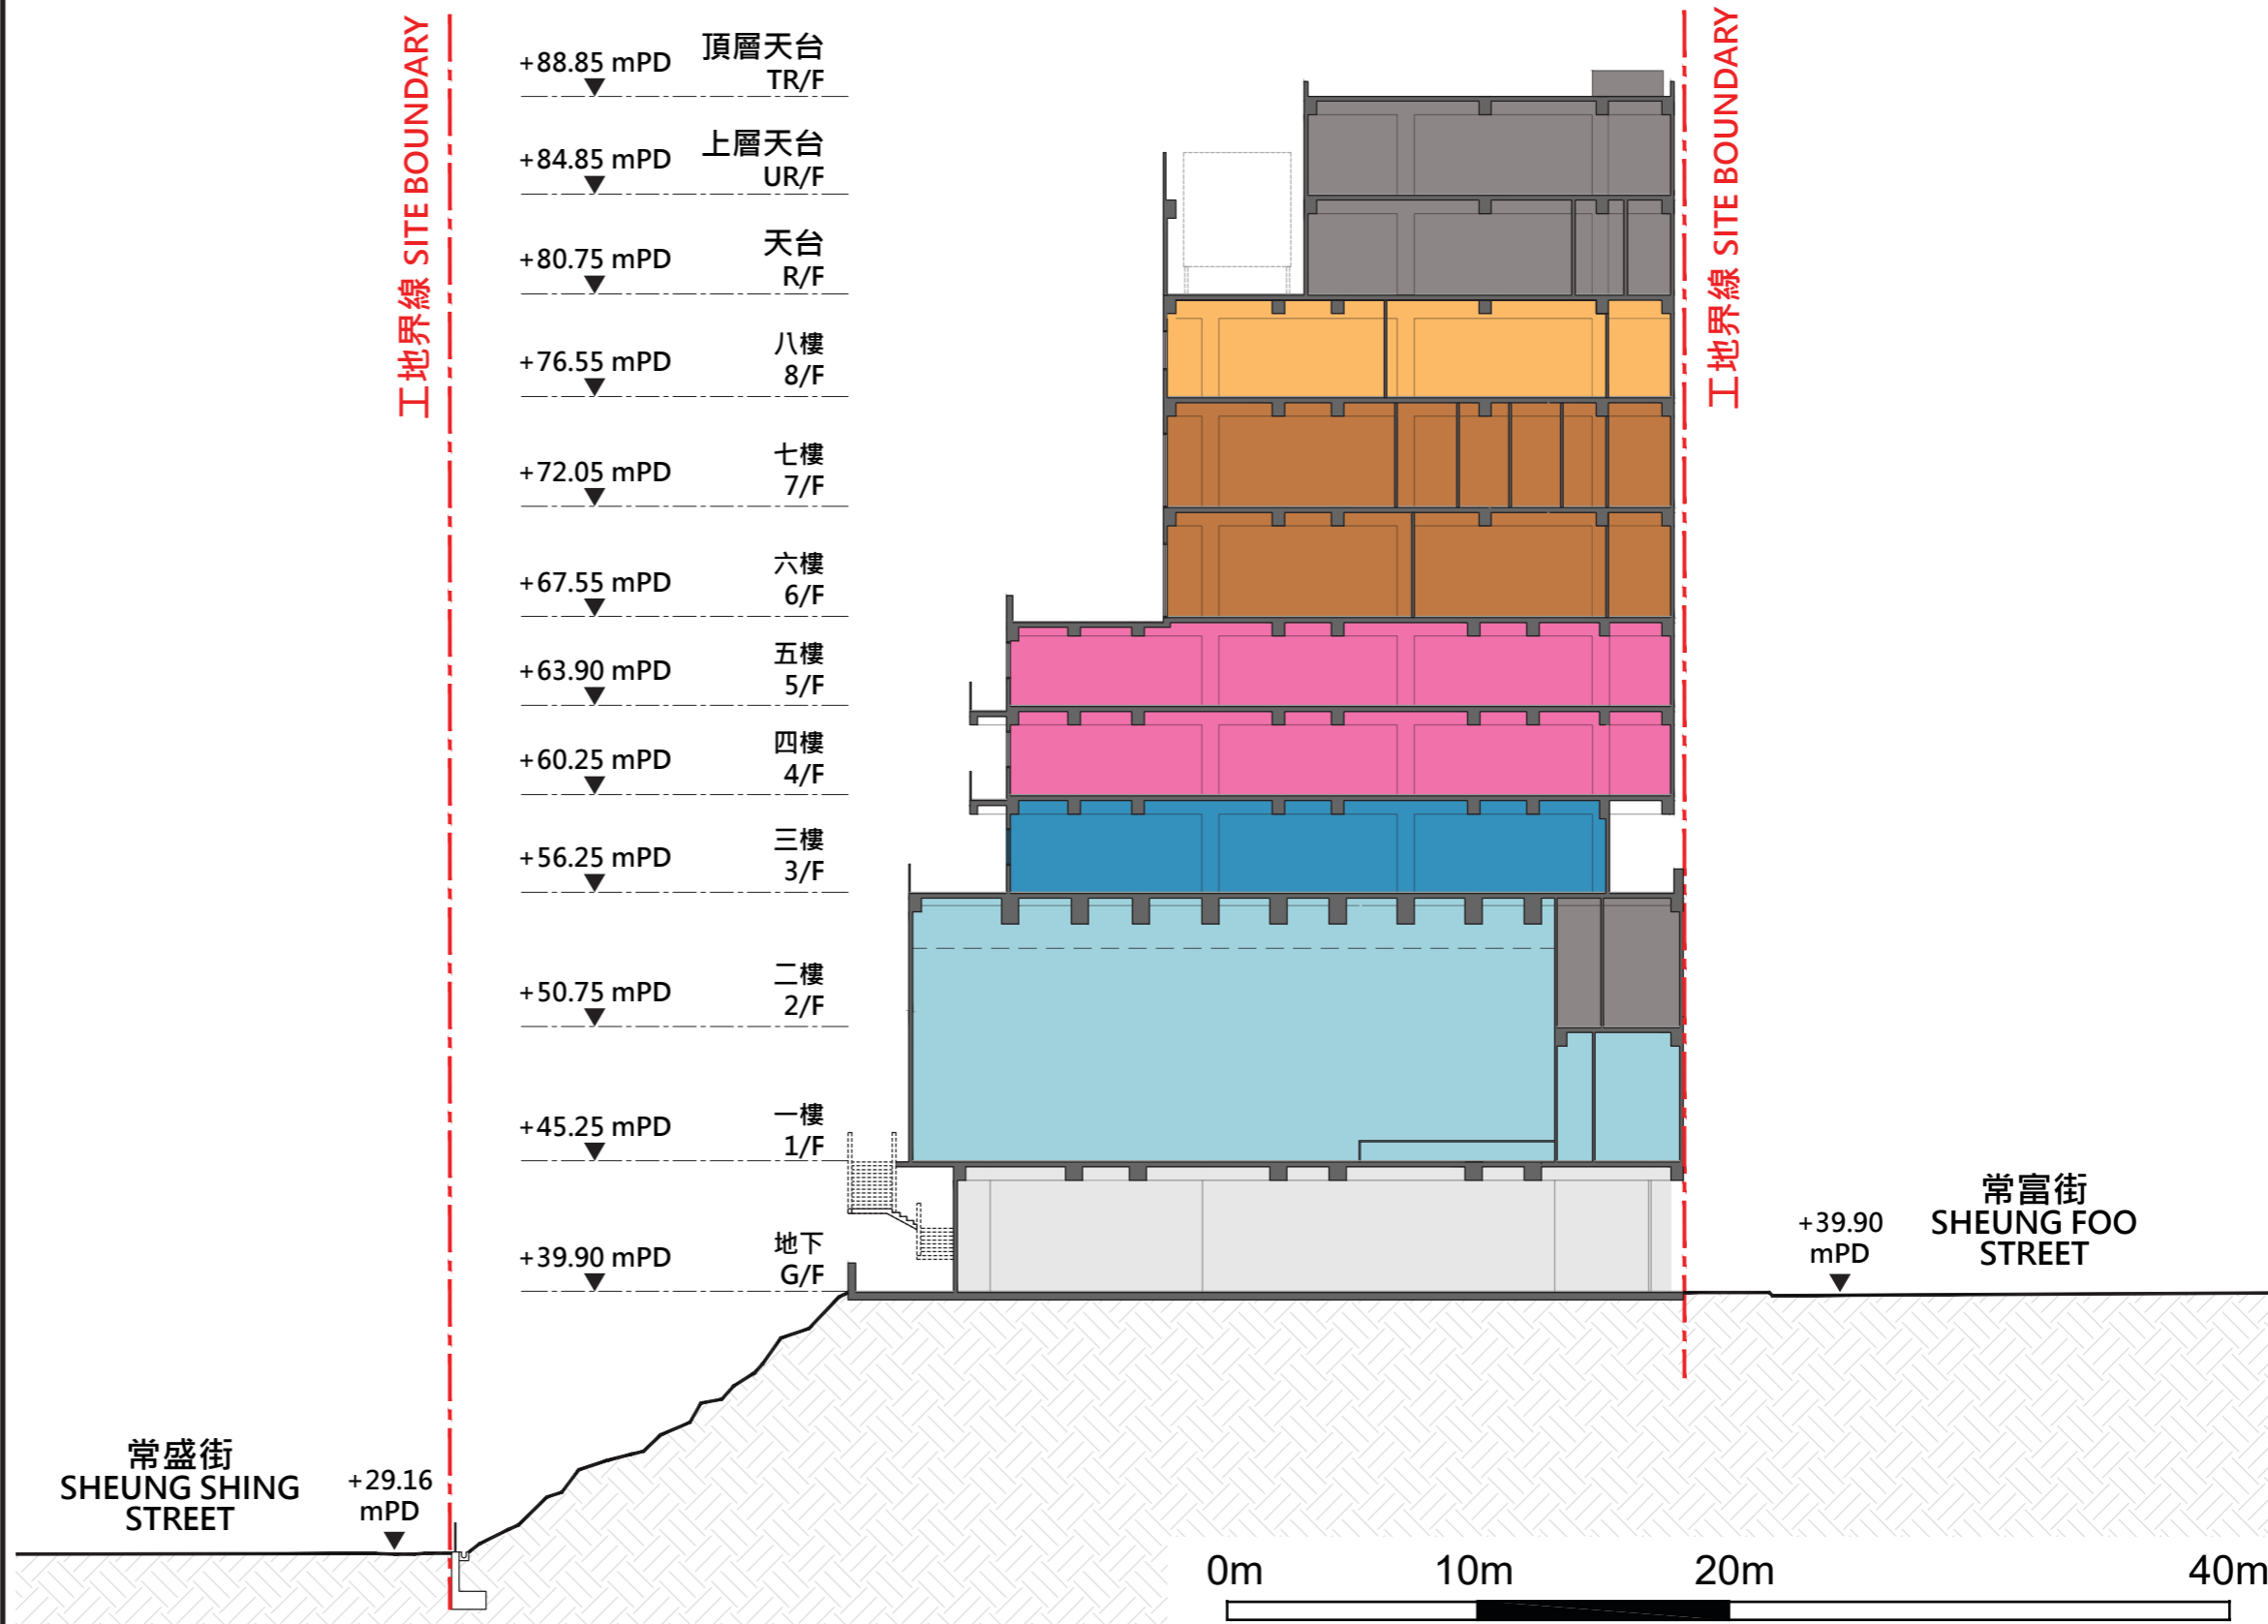 工地界線 SITE BOUNDARY
+88.85 mPD
頂層天台
TR/F
+84.85 mPD
上層天台
UR/F
+80.75 mPD
天台
R/F
+76.55 mPD
八樓
8/F
+72.05 mPD
七樓
7/F
+67.55 mPD
六樓
6/F
+63.90 mPD
五樓
5/F
+60.25 mPD
四樓
4/F
+56.25 mPD
三樓
3/F
+50.75 mPD
二樓
2/F
+45.25 mPD
一樓
1/F
+39.90 mPD
地下
G/F
工地界線 SITE BOUNDARY
+39.90
mPD
常富街
SHEUNG FOO
STREET
常盛街
SHEUNG SHING
STREET
+29.16
mPD
0m 10m 20m 40m